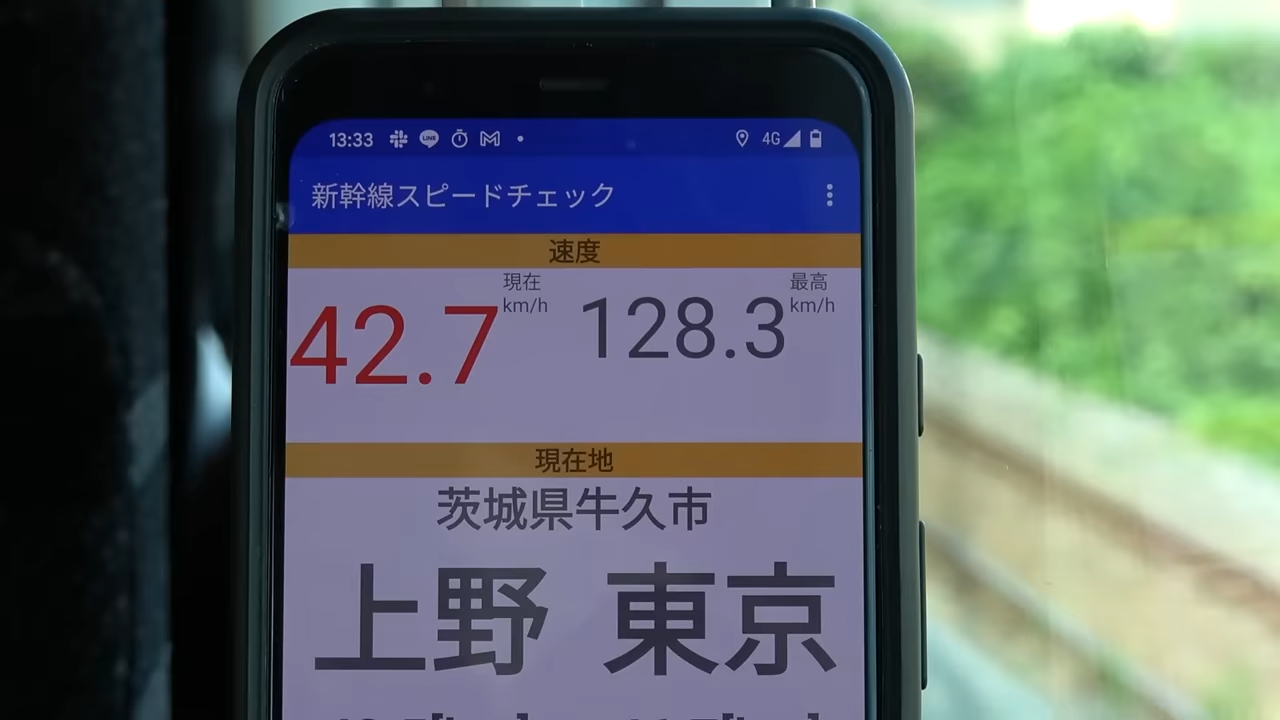 13:33 LINE 4G
新幹線スピードチェック
速度
42.7 現在 km/h 128.3 最高 km/h
現在地
茨城県牛久市
上野 東京